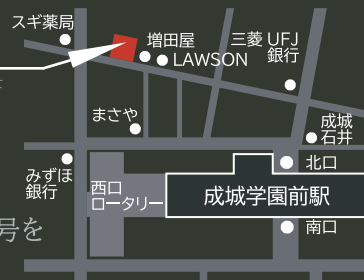 スギ薬局
増田屋
LAWSON
三菱 UFJ
銀行
まさや
成城
石井
みずほ
銀行
西口
ロータリー
北口
成城学園前駅
号を
南口